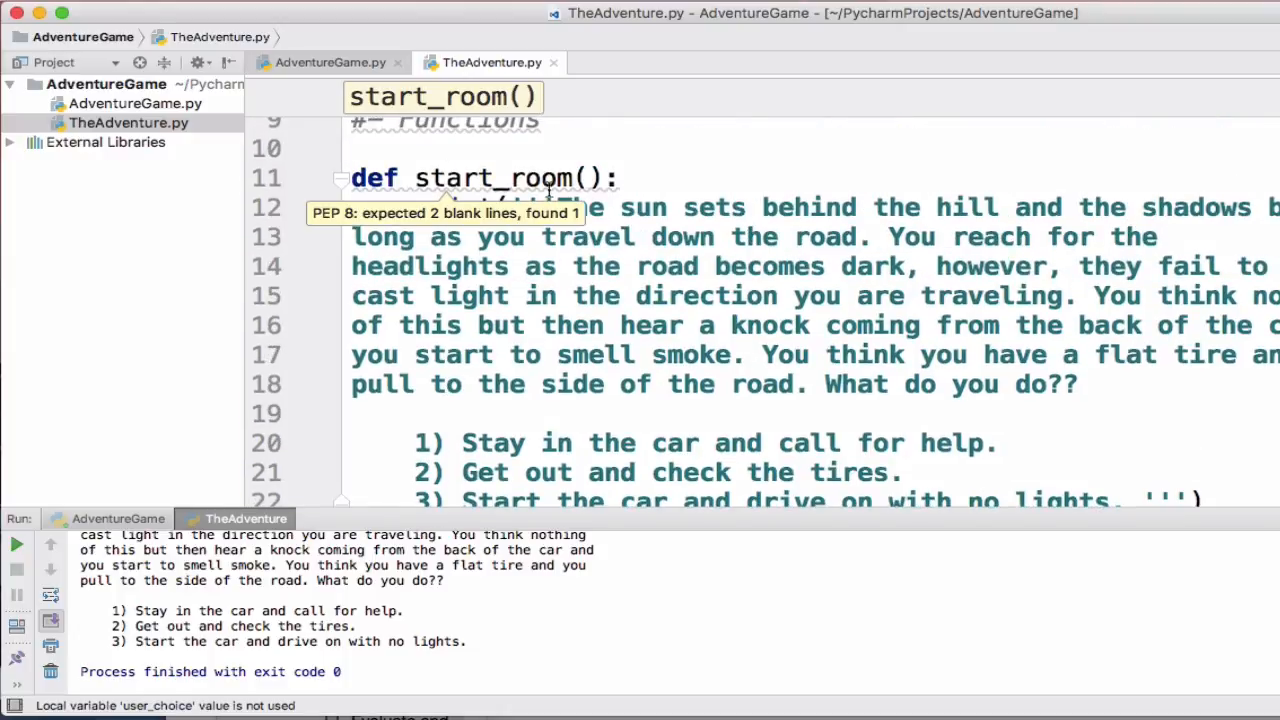 TheAdventure.py - AdventureGame - [~/PycharmProjects/AdventureGame]
AdventureGame TheAdventure.py
Project AdventureGame.py TheAdventure.py
AdventureGame ~/Pycharm
AdventureGame.py
TheAdventure.py
External Libraries
start_room()
9 #— Functions
10
11 def start_room():
PEP 8: expected 2 blank lines, found 1
12 The sun sets behind the hill and the shadows
13 long as you travel down the road. You reach for the
14 headlights as the road becomes dark, however, they fail to
15 cast light in the direction you are traveling. You think no
16 of this but then hear a knock coming from the back of the c
17 you start to smell smoke. You think you have a flat tire an
18 pull to the side of the road. What do you do??
19
20 1) Stay in the car and call for help.
21 2) Get out and check the tires.
22 3) Start the car and drive on with no lights. ''')
Run: AdventureGame TheAdventure
cast light in the direction you are traveling. You think nothing
of this but then hear a knock coming from the back of the car and
you start to smell smoke. You think you have a flat tire and you
pull to the side of the road. What do you do??
1) Stay in the car and call for help.
2) Get out and check the tires.
3) Start the car and drive on with no lights.
Process finished with exit code 0
Local variable 'user_choice' value is not used